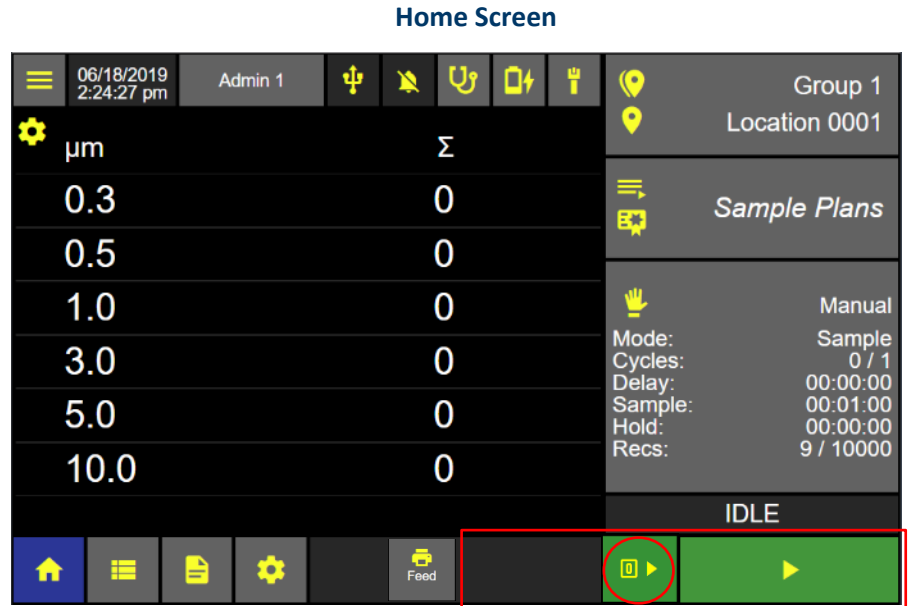 Home Screen
06/18/2019
2:24:27 pm
Admin 1
Group 1
Location 0001
µm Σ
0.3 0
0.5 0
1.0 0
3.0 0
5.0 0
10.0 0
Sample Plans
Manual
Mode: Sample
Cycles: 0 / 1
Delay: 00:00:00
Sample: 00:01:00
Hold: 00:00:00
Recs: 9 / 10000
IDLE
Feed
0